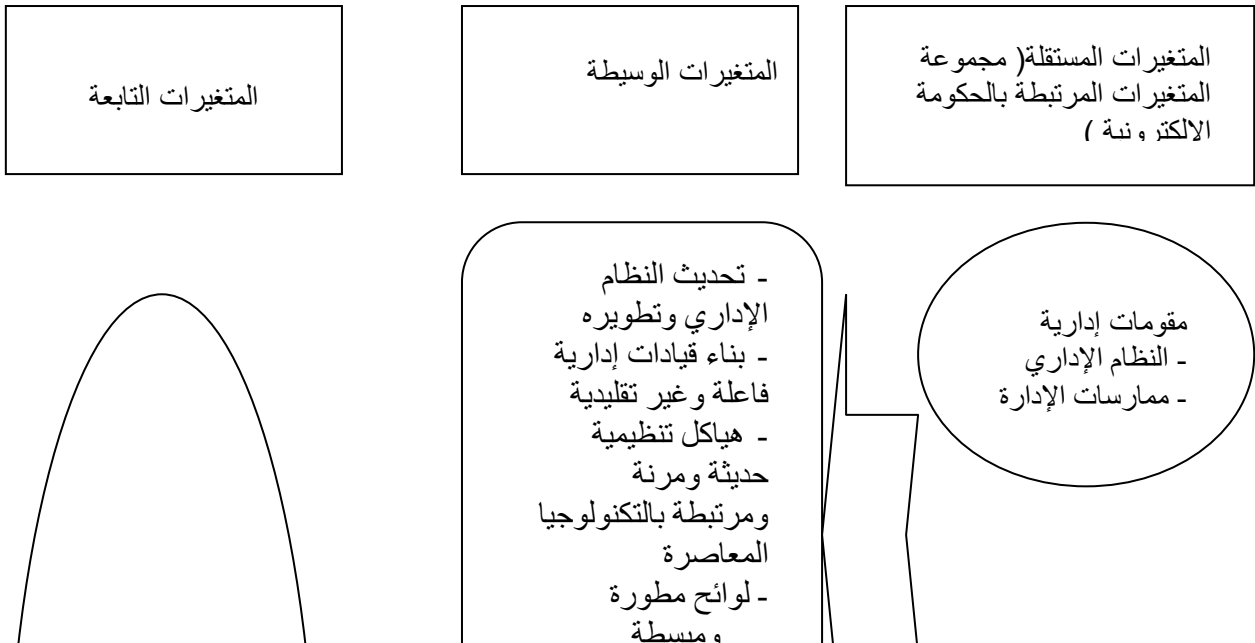 المتغيرات المستقلة( مجموعة
المتغيرات المرتبطة بالحكومة
الالكترونية )
المتغيرات الوسيطة
المتغيرات التابعة
مقومات إدارية
- النظام الإداري
- ممارسات الإدارة
- تحديث النظام
الإداري وتطويره
- بناء قيادات إدارية
فاعلة وغير تقليدية
- هياكل تنظيمية
حديثة ومرنة
ومرتبطة بالتكنولوجيا
المعاصرة
- لوائح مطورة
ومبسطة